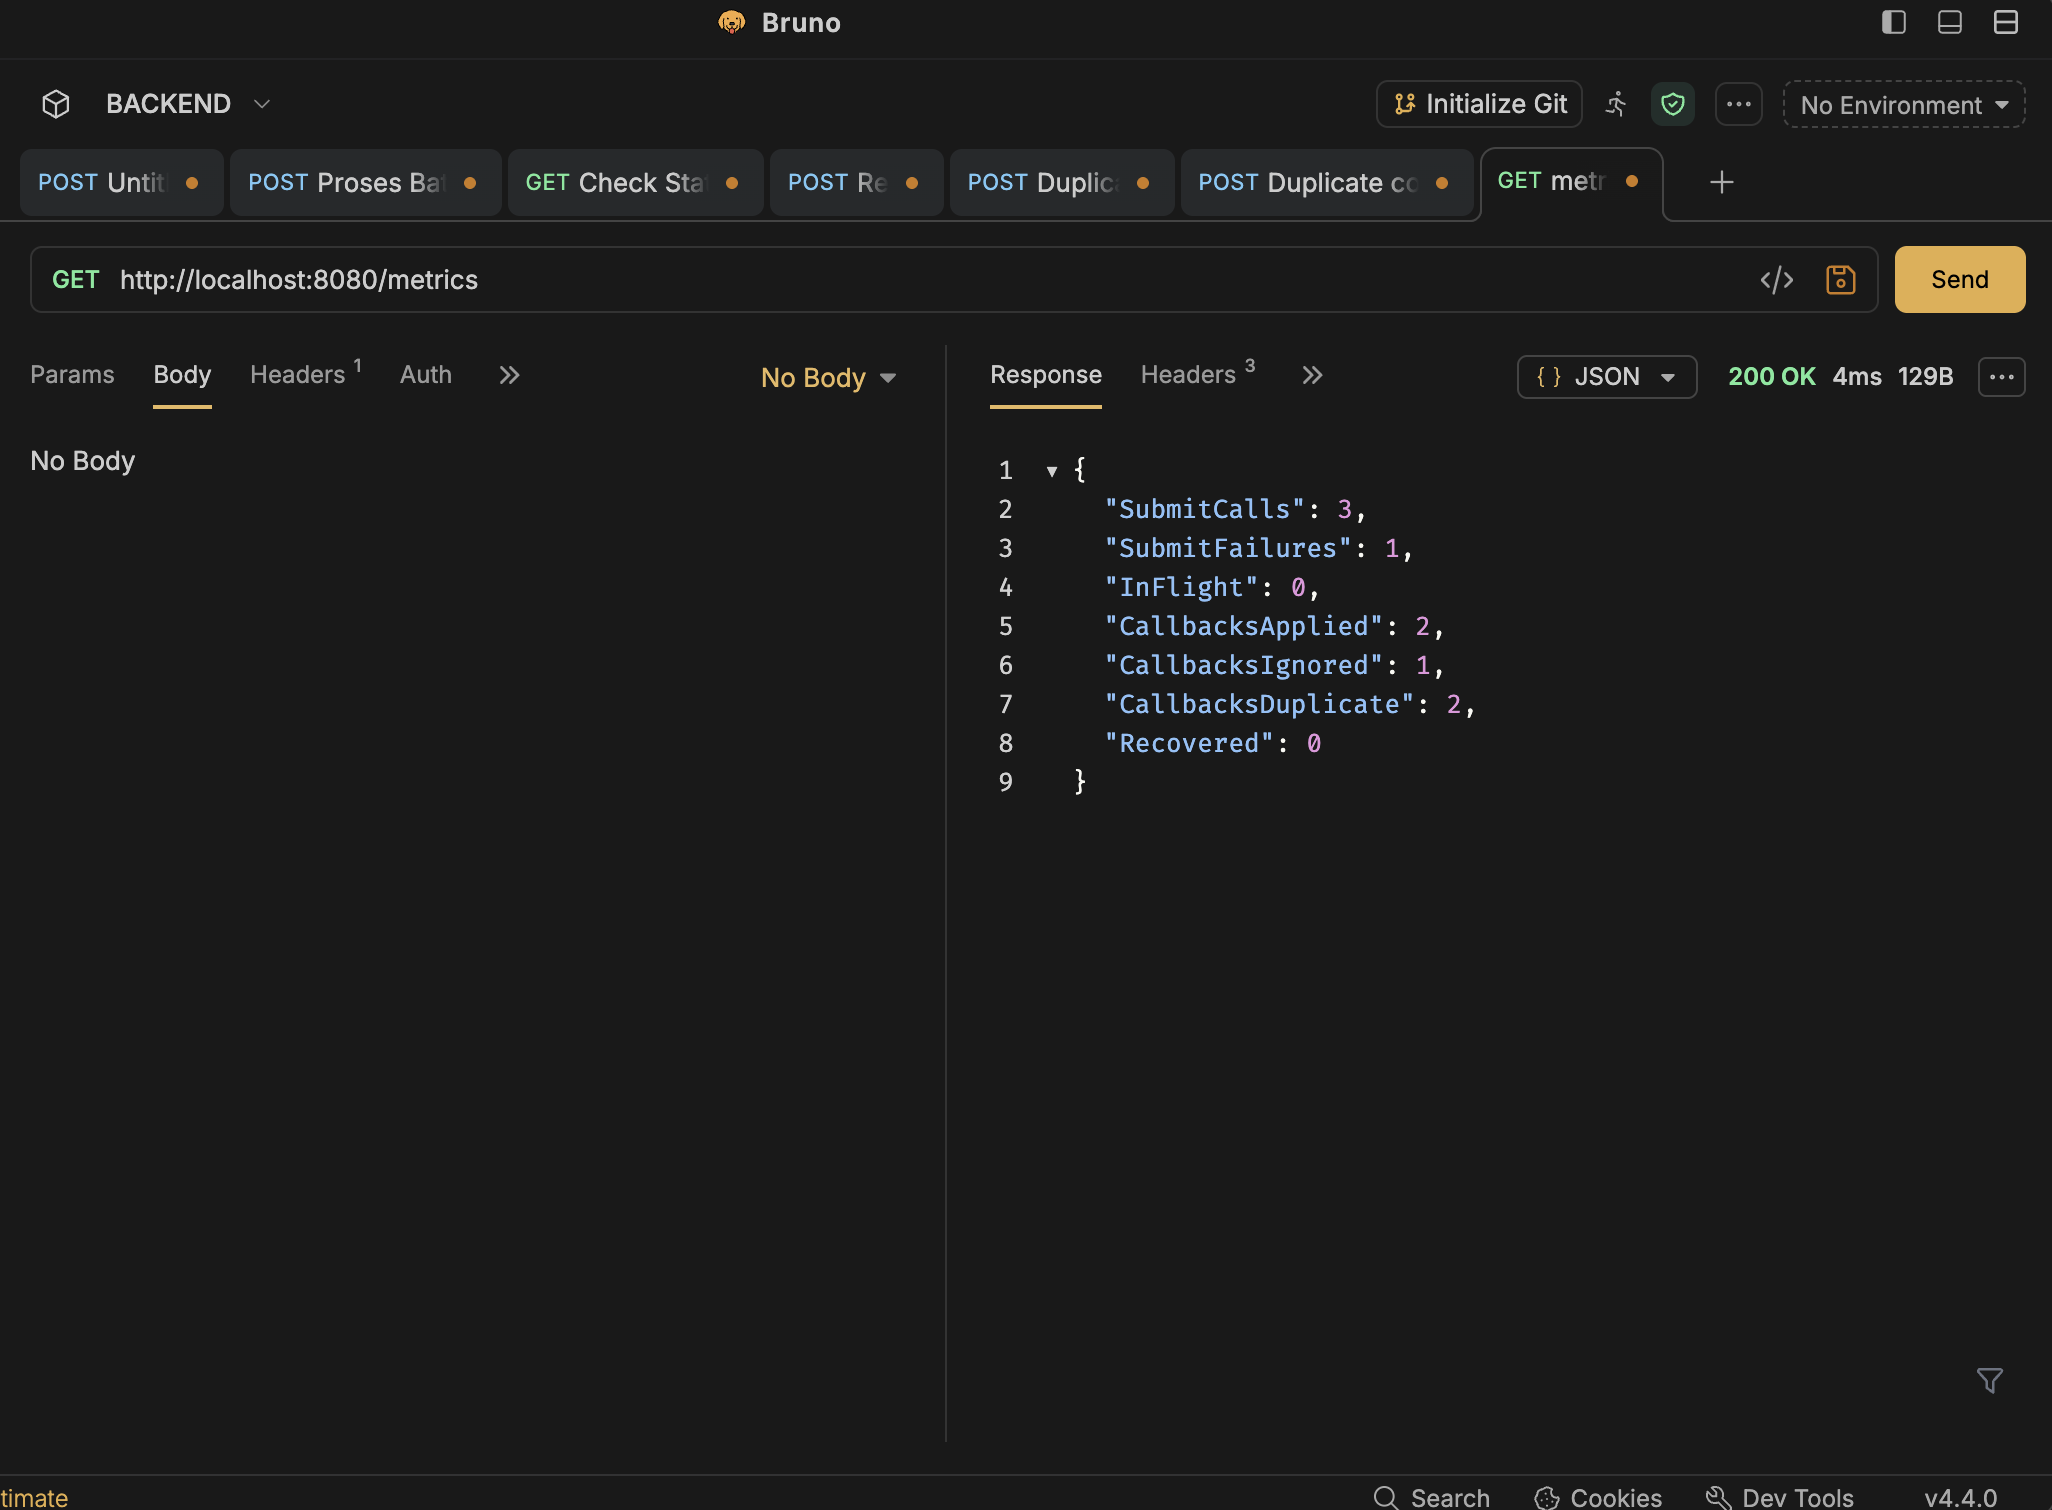 Bruno
BACKEND
Initialize Git
No Environment
POST Untit
POST Proses Ba
GET Check Sta
POST Re
POST Duplic
POST Duplicate co
GET metr
GET http://localhost:8080/metrics
Send
Params Body Headers 1 Auth No Body
No Body
Response Headers 3 { } JSON 200 OK 4ms 129B
1 {
2 "SubmitCalls": 3,
3 "SubmitFailures": 1,
4 "InFlight": 0,
5 "CallbacksApplied": 2,
6 "CallbacksIgnored": 1,
7 "CallbacksDuplicate": 2,
8 "Recovered": 0
9 }
timate
Search Cookies Dev Tools v4.4.0